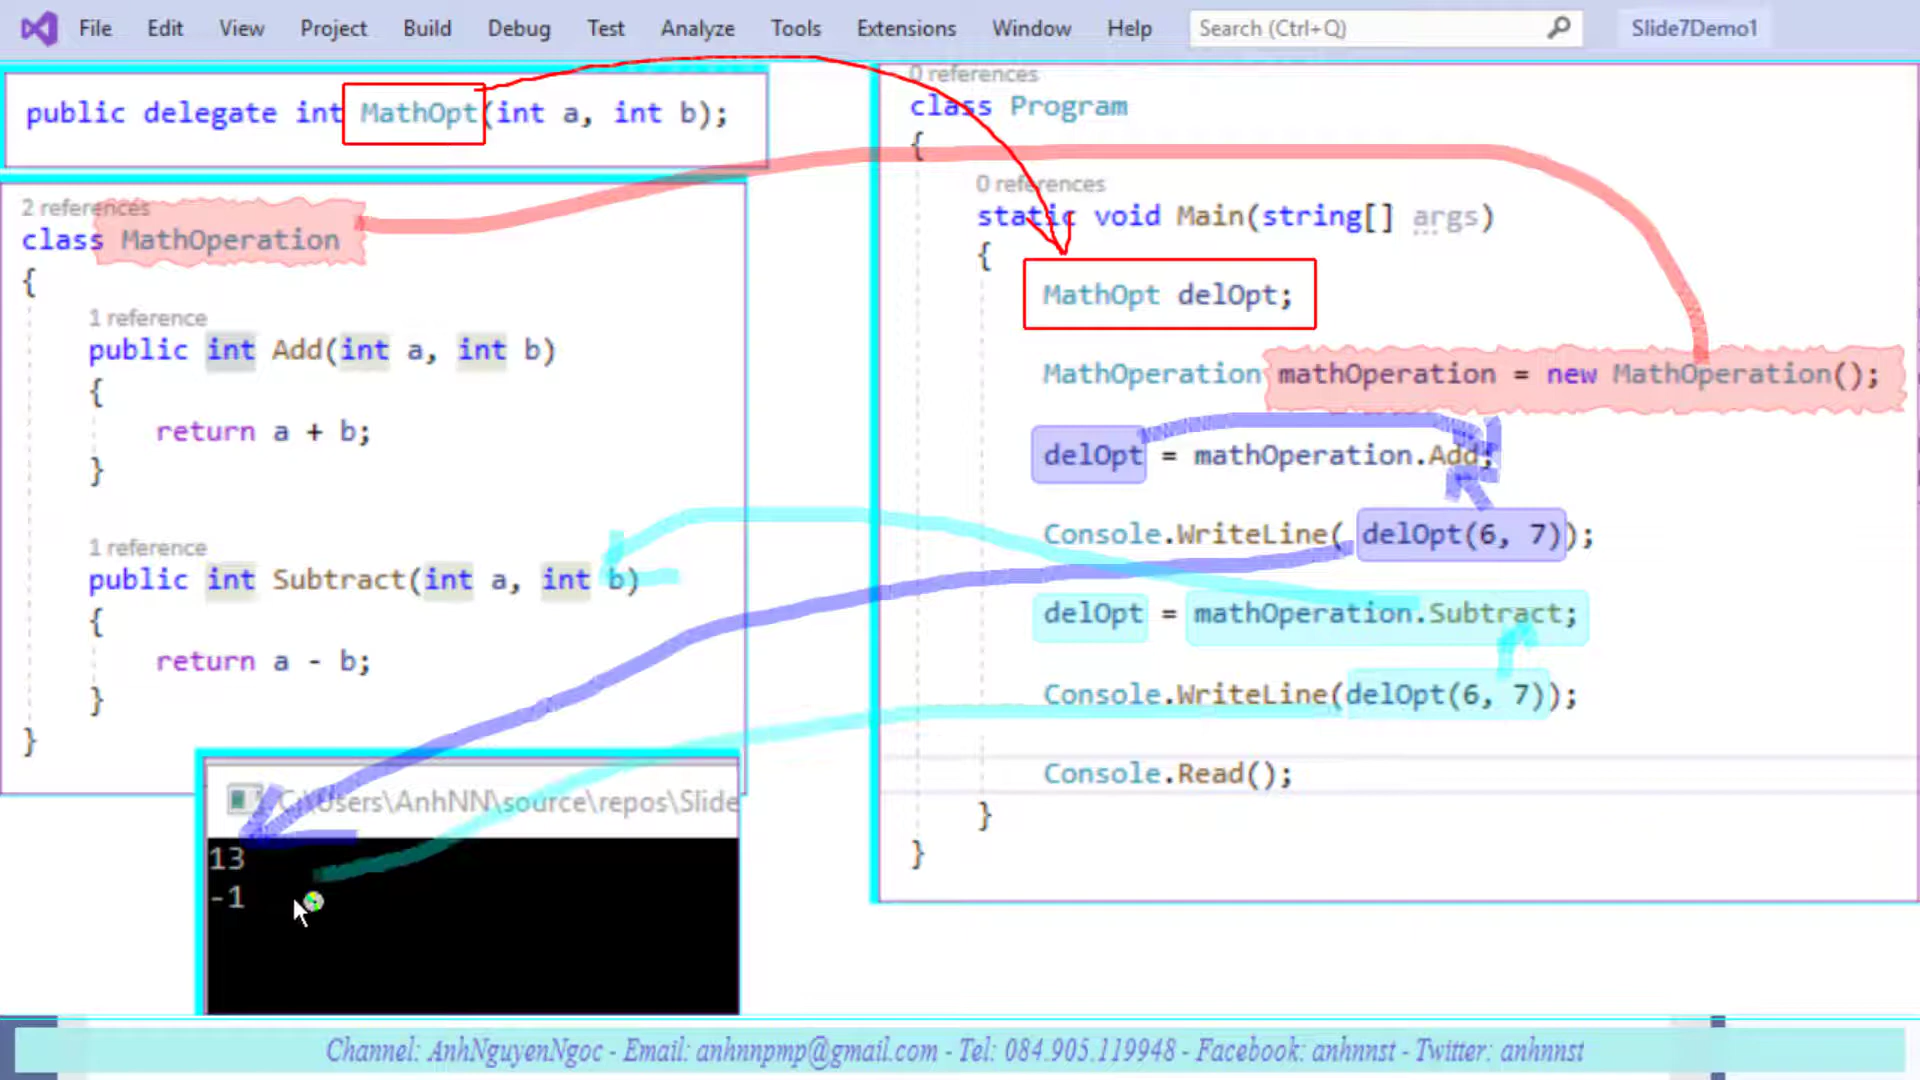 File Edit View Project Build Debug Test Analyze Tools Extensions Window Help Search (Ctrl+Q) Slide7Demo1
public delegate int MathOpt(int a, int b);
2 references
class MathOperation
{
1 reference
public int Add(int a, int b)
{
return a + b;
}
1 reference
public int Subtract(int a, int b)
{
return a - b;
}
}
0 references
class Program
{
0 references
static void Main(string[] args)
{
MathOpt delOpt;
MathOperation mathOperation = new MathOperation();
delOpt = mathOperation.Add;
Console.WriteLine( delOpt(6, 7));
delOpt = mathOperation.Subtract;
Console.WriteLine(delOpt(6, 7));
Console.Read();
}
}
C:\Users\AnhNN\source\repos\Slide
13
-1
Channel: AnhNguyenNgoc - Email: anhnnpmp@gmail.com - Tel: 084.905.119948 - Facebook: anhnnst - Twitter: anhnnst